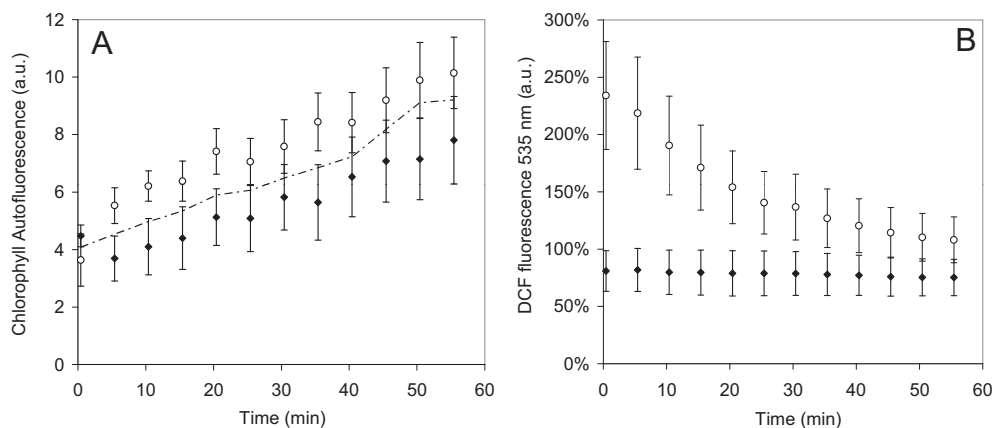 A
Chlorophyll Autofluorescence (a.u.)
12
10
8
6
4
2
0
0 10 20 30 40 50 60
Time (min)
B
DCF fluorescence 535 nm (a.u.)
300%
250%
200%
150%
100%
50%
0%
0 10 20 30 40 50 60
Time (min)